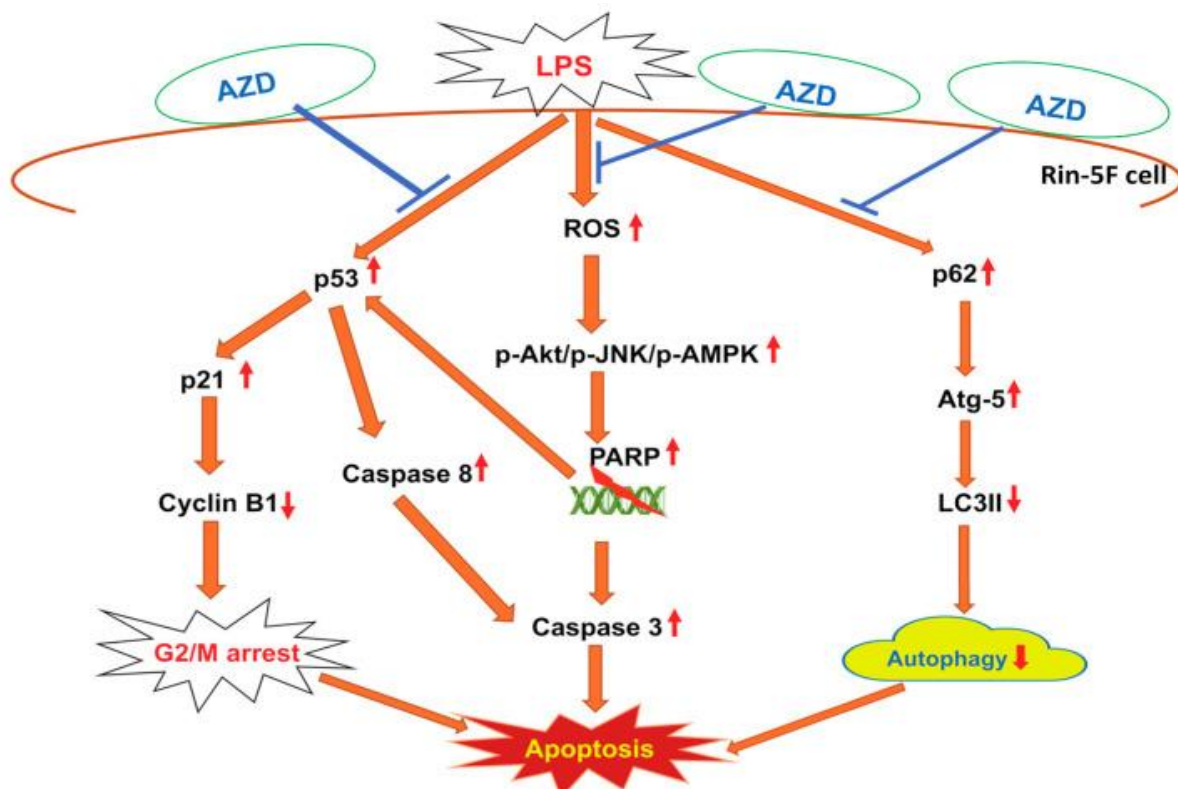 LPS
AZD
AZD
AZD
Rin-5F cell
ROS
p53
p62
p-Akt/p-JNK/p-AMPK
p21
Atg-5
PARP
Caspase 8
Cyclin B1
LC3II
Caspase 3
G2/M arrest
Autophagy
Apoptosis